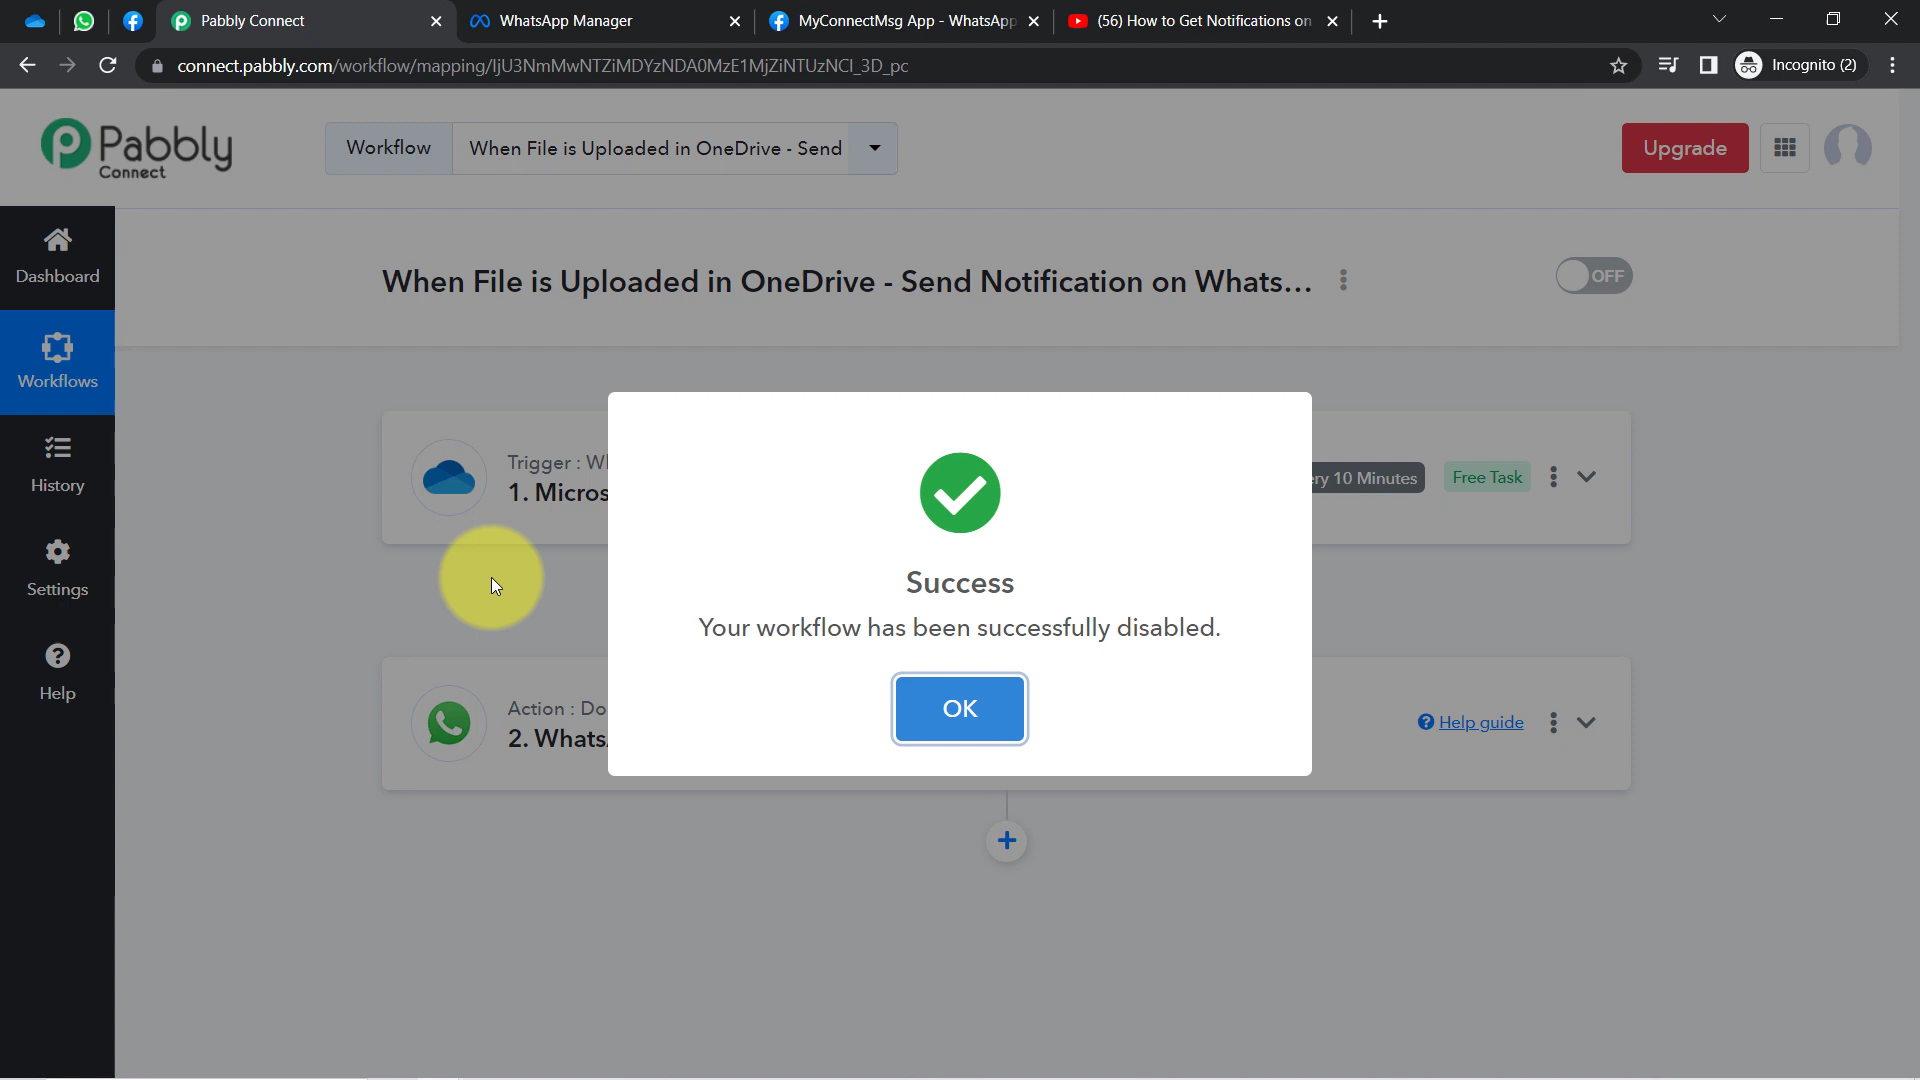 Pabbly Connect
WhatsApp Manager
MyConnectMsg App - WhatsApp
(56) How to Get Notifications on
connect.pabbly.com/workflow/mapping/IjU3NmMwNTZiMDYzNDA0MzE1MjZiNTUzNCI_3D_pc
Incognito (2)
Pabbly
Connect
Workflow
When File is Uploaded in OneDrive - Send
Upgrade
Dashboard
Workflows
History
Settings
Help
When File is Uploaded in OneDrive - Send Notification on Whats...
OFF
Trigger : Wh
1. Micros
ry 10 Minutes
Free Task
Success
Your workflow has been successfully disabled.
OK
Action : Do
2. Whats
Help guide